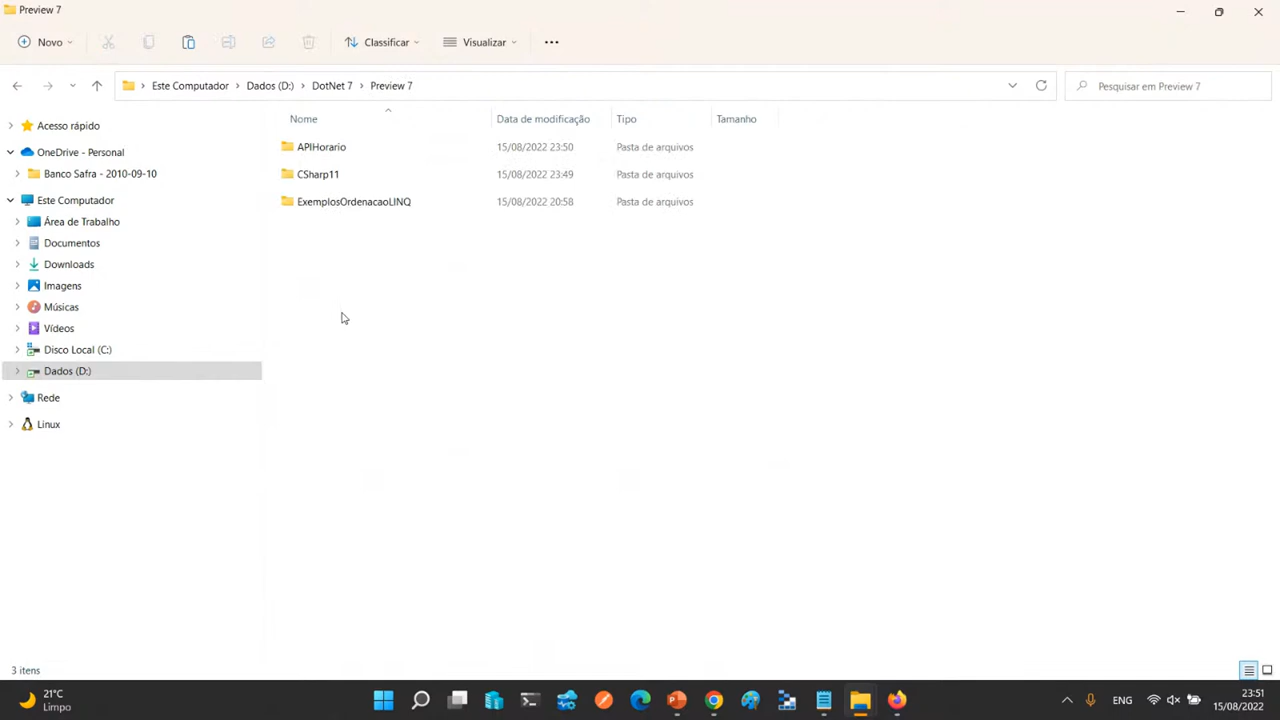 Preview 7
Novo
Classificar
Visualizar
Este Computador > Dados (D:) > DotNet 7 > Preview 7
Pesquisar em Preview 7
Nome Data de modificação Tipo Tamanho
APIHorario 15/08/2022 23:50 Pasta de arquivos
CSharp11 15/08/2022 23:49 Pasta de arquivos
ExemplosOrdenacaoLINQ 15/08/2022 20:58 Pasta de arquivos
Acesso rápido
OneDrive - Personal
Banco Safra - 2010-09-10
Este Computador
Área de Trabalho
Documentos
Downloads
Imagens
Músicas
Vídeos
Disco Local (C:)
Dados (D:)
Rede
Linux
3 itens
21°C
Limpo
ENG
23:51
15/08/2022